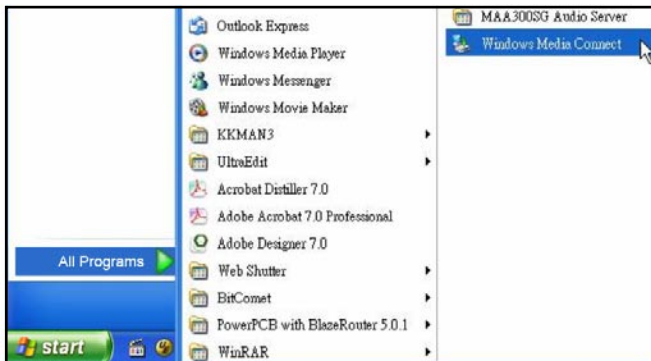 Outlook Express
Windows Media Player
Windows Messenger
Windows Movie Maker
KKMAN3
UltraEdit
Acrobat Distiller 7.0
Adobe Acrobat 7.0 Professional
Adobe Designer 7.0
Web Shutter
BitComet
PowerPCB with BlazeRouter 5.0.1
WinRAR
MAA300SG Audio Server
Windows Media Connect
All Programs
start